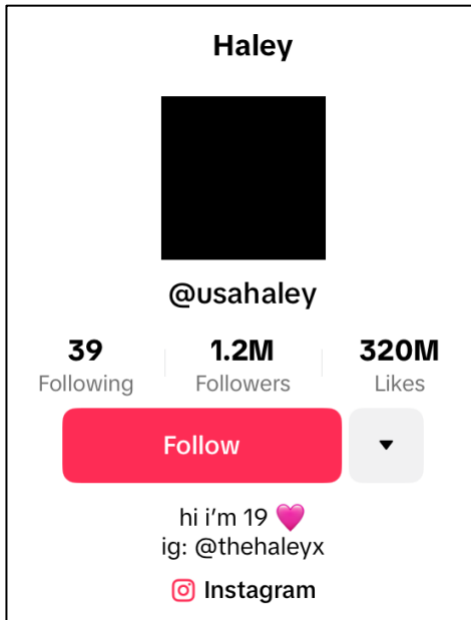 Haley
@usahaley
39 1.2M 320M
Following Followers Likes
Follow
hi i’m 19 🩷
ig: @thehaleyx
Instagram